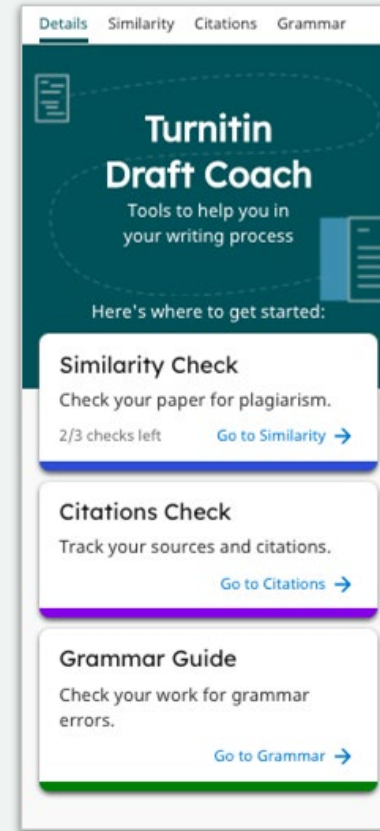 Details Similarity Citations Grammar
Turnitin
Draft Coach
Tools to help you in
your writing process
Here's where to get started:
Similarity Check
Check your paper for plagiarism.
2/3 checks left Go to Similarity →
Citations Check
Track your sources and citations.
Go to Citations →
Grammar Guide
Check your work for grammar
errors.
Go to Grammar →